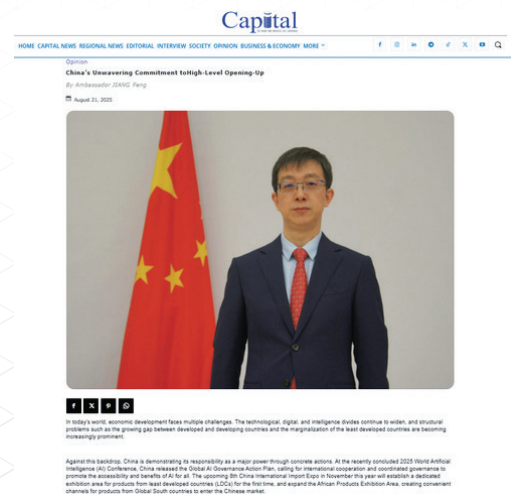 Capital
HOME CAPITAL NEWS REGIONAL NEWS EDITORIAL INTERVIEW SOCIETY OPINION BUSINESS & ECONOMY MORE
Opinion
China's Unwavering Commitment toHigh-Level Opening-Up
By Ambassador JIANG Feng
August 21, 2025
In today's world, economic development faces multiple challenges. The technological, digital, and intelligence divides continue to widen, and structural
problems such as the growing gap between developed and developing countries and the marginalization of the least developed countries are becoming
increasingly prominent.
Against this backdrop, China is demonstrating its responsibility as a major power through concrete actions. At the recently concluded 2025 World Artificial
Intelligence (AI) Conference, China released the Global AI Governance Action Plan, calling for international cooperation and coordinated governance to
promote the accessibility and benefits of AI for all. The upcoming 8th China International Import Expo in November this year will establish a dedicated
exhibition area for products from least developed countries (LDCs) for the first time, and expand the African Products Exhibition Area, creating convenient
channels for products from Global South countries to enter the Chinese market.